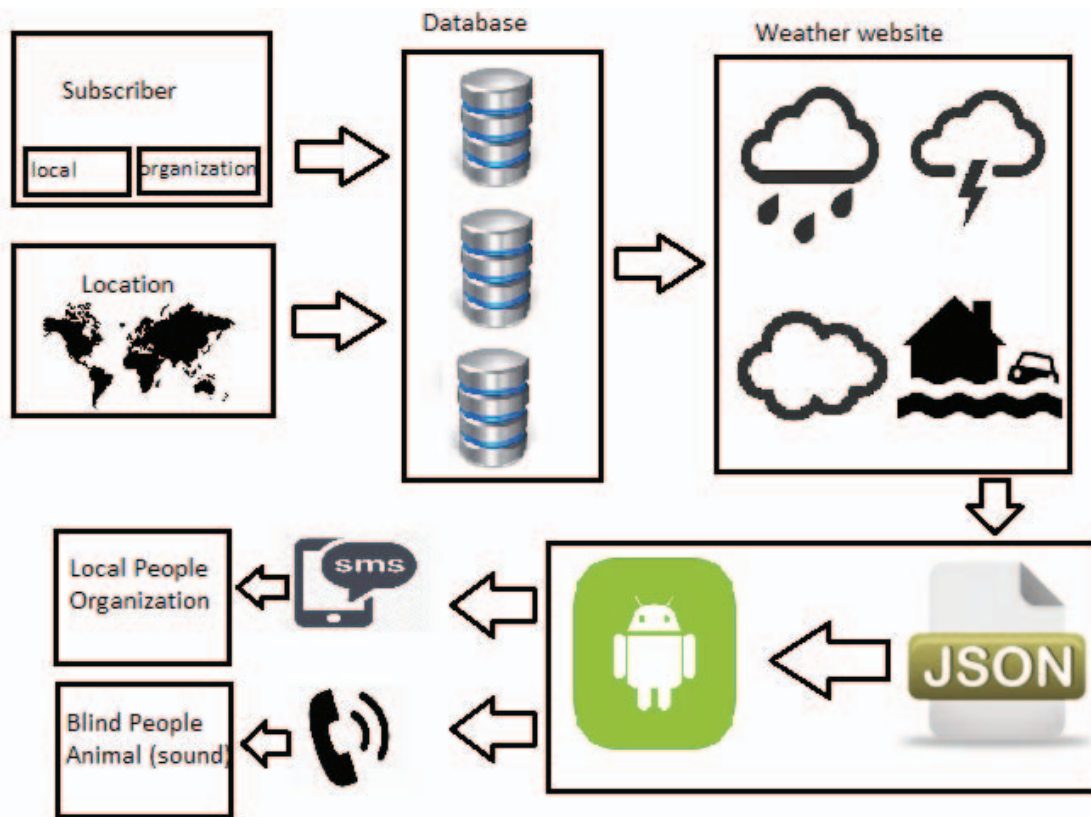 Database
Weather website
Subscriber
local
organization
Location
sms
Local People
Organization
JSON
Blind People
Animal (sound)